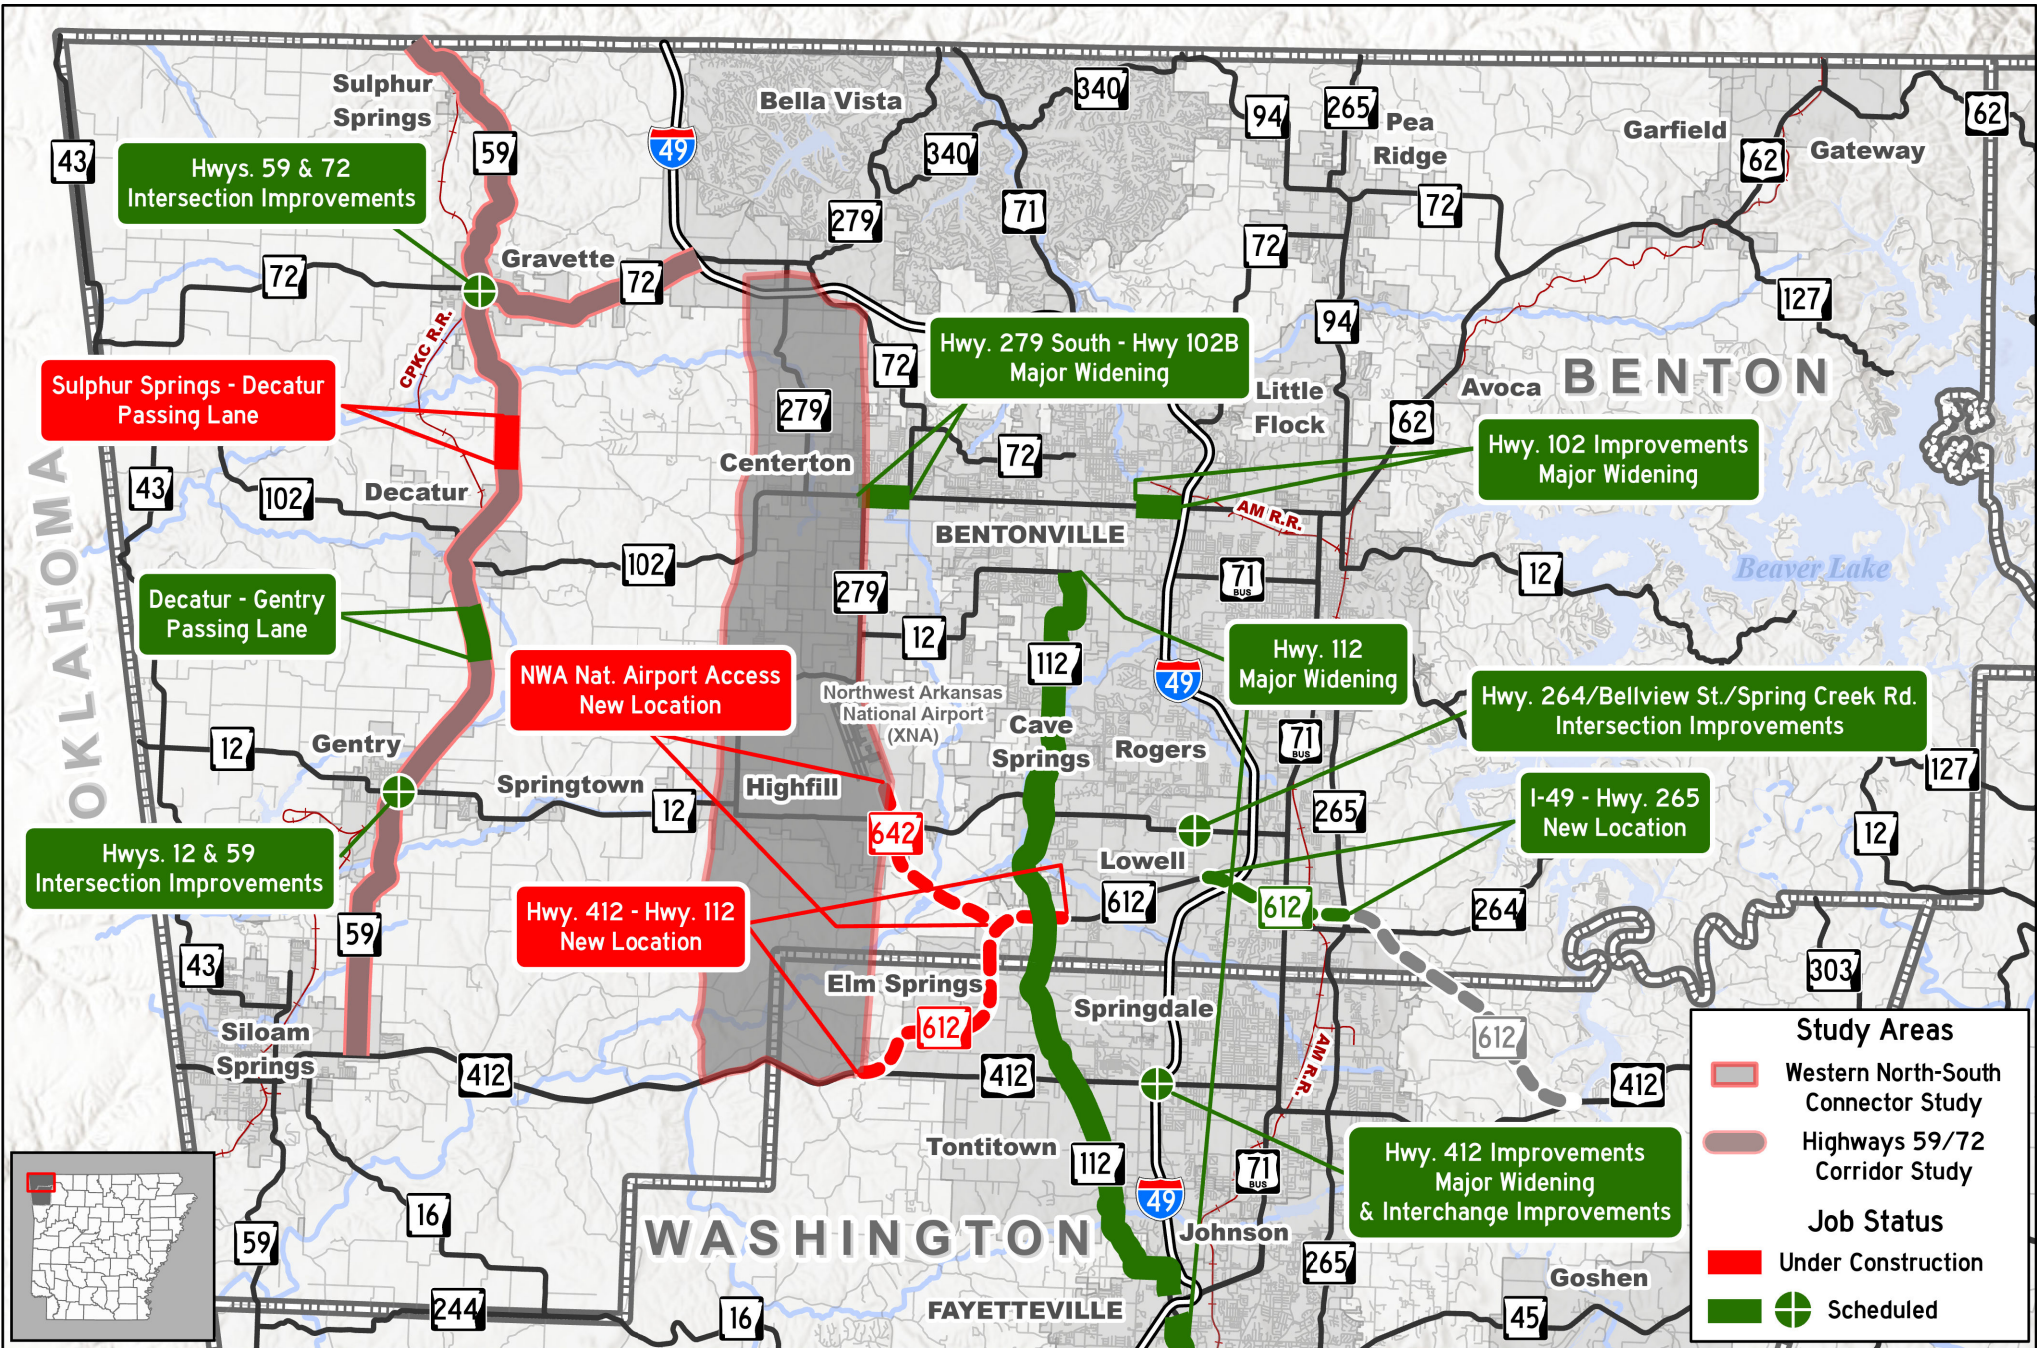 Sulphur
Springs
Bella Vista
340
94
265
Pea
Ridge
Garfield
62
Gateway
62
43
59
49
340
Hwys. 59 & 72
Intersection Improvements
279
71
72
72
Gravette
72
72
127
CPKC R.R.
94
Hwy. 279 South - Hwy 102B
Major Widening
72
Sulphur Springs - Decatur
Passing Lane
279
Little
Flock
62
Avoca
BENTON
Centerton
72
Hwy. 102 Improvements
Major Widening
OKLAHOMA
43
102
Decatur
AM R.R.
BENTONVILLE
102
279
71
BUS
12
Beaver Lake
Decatur - Gentry
Passing Lane
12
112
Hwy. 112
Major Widening
NWA Nat. Airport Access
New Location
Northwest Arkansas
National Airport
(XNA)
49
Hwy. 264/Bellview St./Spring Creek Rd.
Intersection Improvements
12
Gentry
Cave
Springs
Rogers
71
BUS
127
Springtown
12
Highfill
642
265
I-49 - Hwy. 265
New Location
12
Hwys. 12 & 59
Intersection Improvements
Lowell
Hwy. 412 - Hwy. 112
New Location
612
612
264
59
43
303
Elm Springs
Springdale
612
612
Siloam
Springs
412
412
AM R.R.
412
Tontitown
112
71
BUS
Hwy. 412 Improvements
Major Widening
& Interchange Improvements
49
16
59
WASHINGTON
Johnson
265
Goshen
244
16
FAYETTEVILLE
45
Study Areas
Western North-South
Connector Study
Highways 59/72
Corridor Study
Job Status
Under Construction
Scheduled